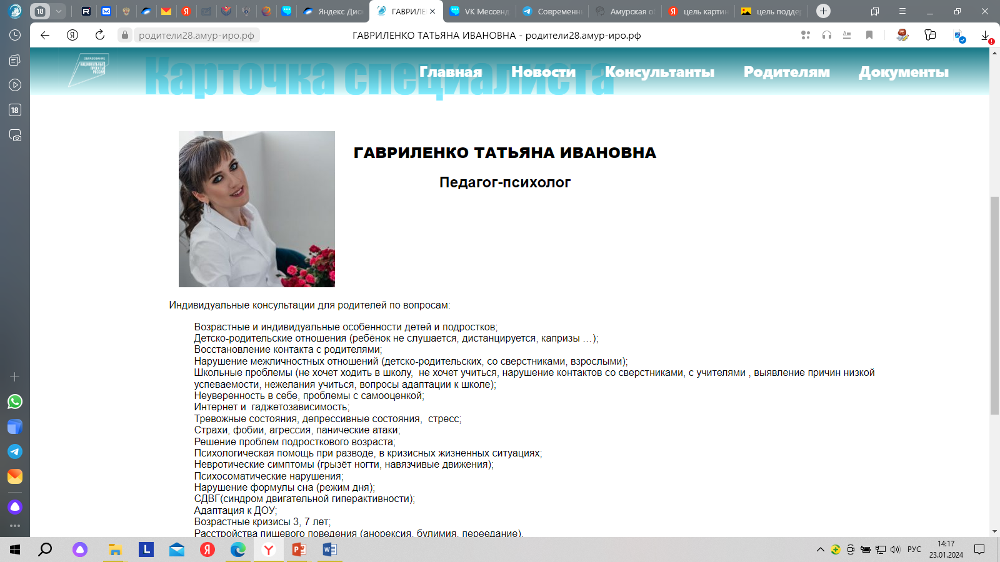 18
Яндекс Дис
ГАВРИЛЕ
VK Мессенд
Современн
Амурская о
цель картин
цель поддер
родители28.амур-иро.рф
ГАВРИЛЕНКО ТАТЬЯНА ИВАНОВНА - родители28.амур-иро.рф
18
ОБРАЗОВАНИЕ
НАЦИОНАЛЬНЫЕ
ПРОЕКТЫ
РОССИИ
Карточка специалиста
Главная
Новости
Консультанты
Родителям
Документы
ГАВРИЛЕНКО ТАТЬЯНА ИВАНОВНА
Педагог-психолог
Индивидуальные консультации для родителей по вопросам:
Возрастные и индивидуальные особенности детей и подростков;
Детско-родительские отношения (ребёнок не слушается, дистанцируется, капризы …);
Восстановление контакта с родителями;
Нарушение межличностных отношений (детско-родительских, со сверстниками, взрослыми);
Школьные проблемы (не хочет ходить в школу,  не хочет учиться, нарушение контактов со сверстниками, с учителями , выявление причин низкой
успеваемости, нежелания учиться, вопросы адаптации к школе);
Неуверенность в себе, проблемы с самооценкой;
Интернет и  гаджетозависимость;
Тревожные состояния, депрессивные состояния,  стресс;
Страхи, фобии, агрессия, панические атаки;
Решение проблем подросткового возраста;
Психологическая помощь при разводе, в кризисных жизненных ситуациях;
Невротические симптомы (грызёт ногти, навязчивые движения);
Психосоматические нарушения;
Нарушение формулы сна (режим дня);
СДВГ(синдром двигательной гиперактивности);
Адаптация к ДОУ;
Возрастные кризисы 3, 7 лет;
Расстройства пищевого поведения (анорексия, булимия, переедание).
РУС
14:17
23.01.2024